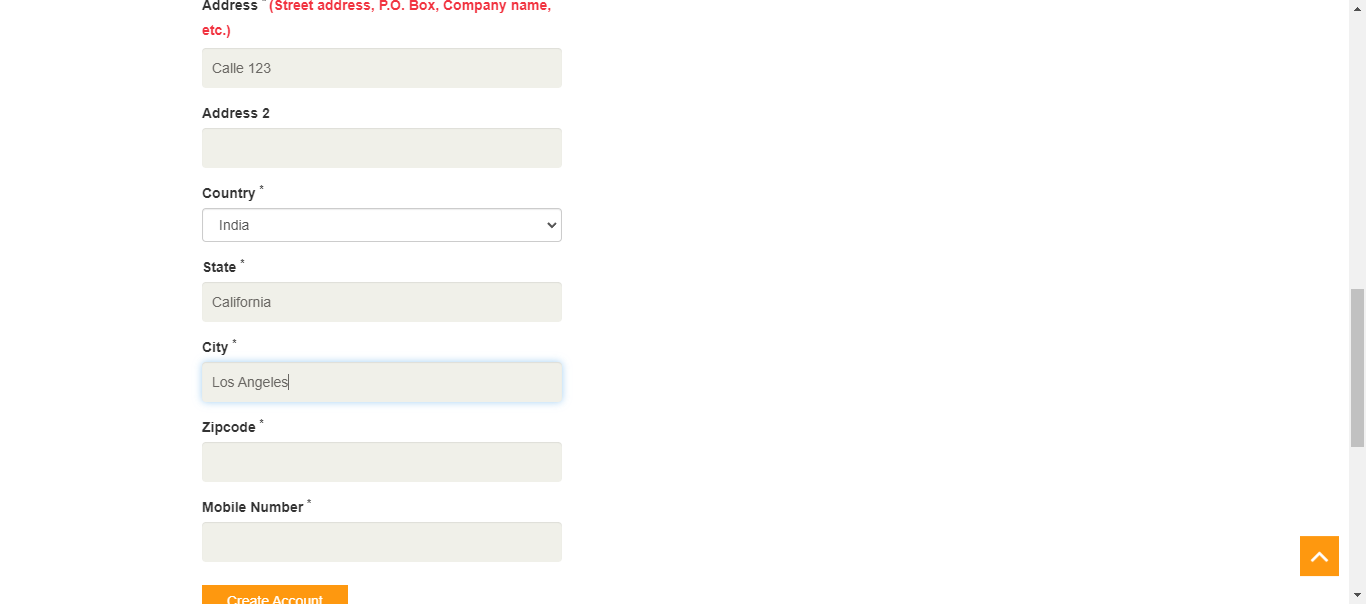 Address * (Street address, P.O. Box, Company name,
etc.)
Calle 123
Address 2
Country *
India
State *
California
City *
Los Angeles
Zipcode *
Mobile Number *
Create Account